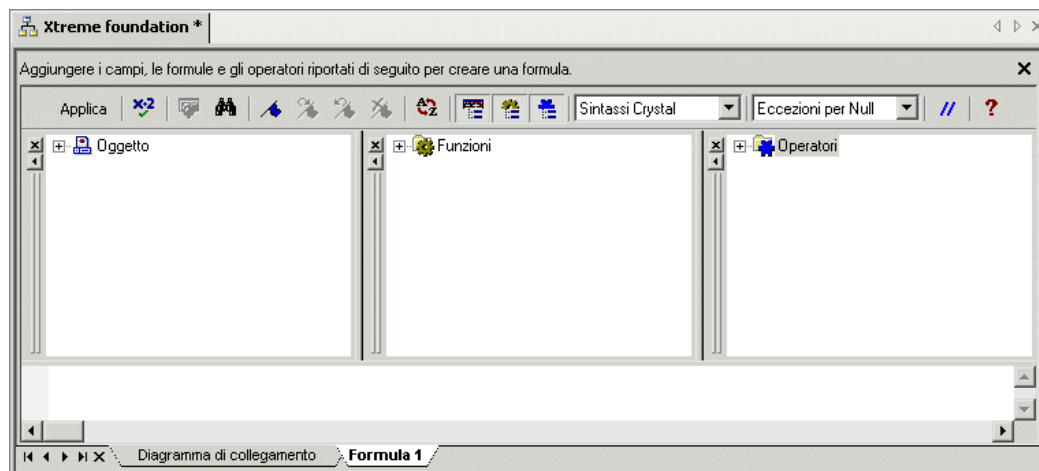 Xtreme foundation *
Aggiungere i campi, le formule e gli operatori riportati di seguito per creare una formula.
Applica x+2 A Z Sintassi Crystal Eccezioni per Null // ?
Oggetto Funzioni Operatori
Diagramma di collegamento Formula 1